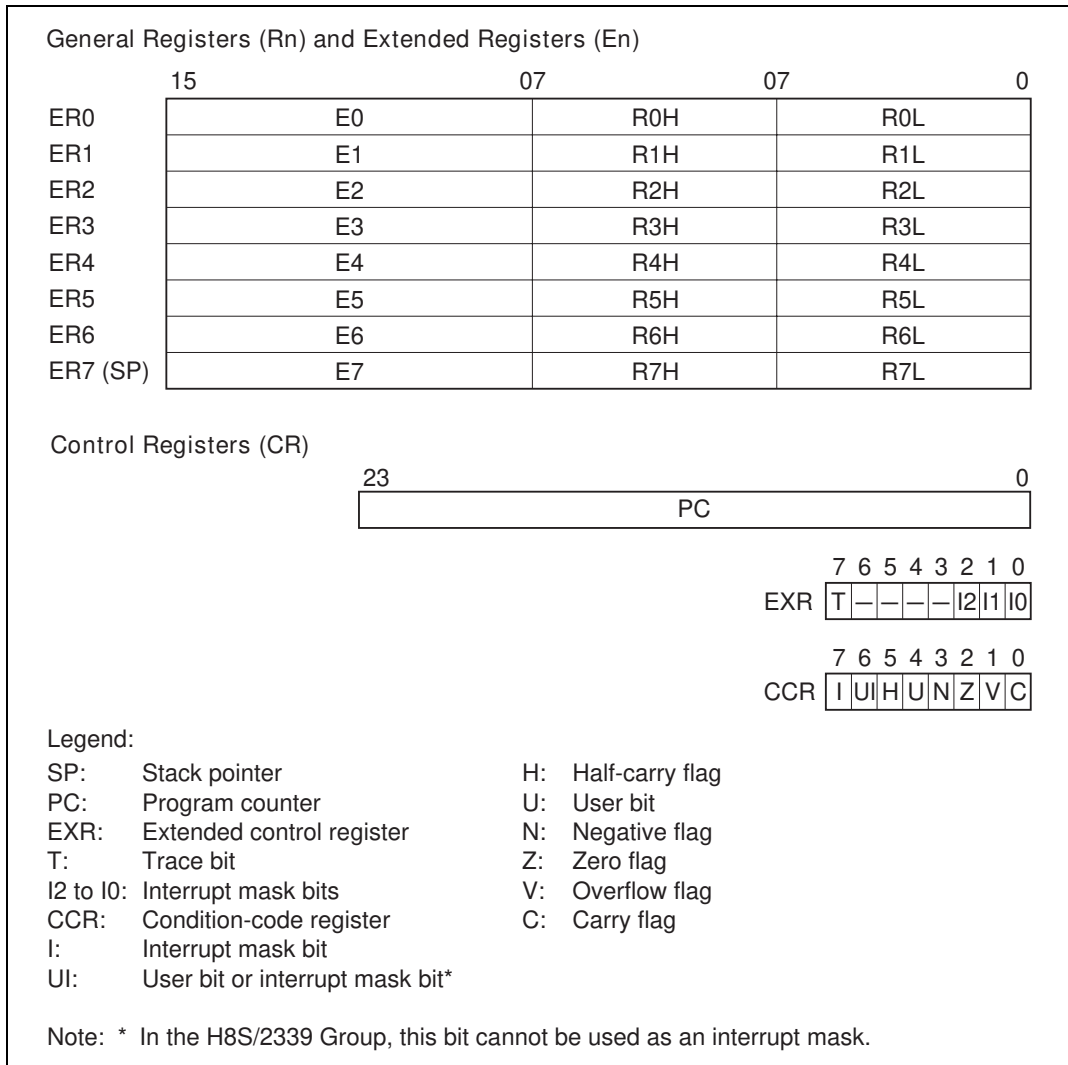 General Registers (Rn) and Extended Registers (En)
15 07 07 0
ER0 E0 R0H R0L
ER1 E1 R1H R1L
ER2 E2 R2H R2L
ER3 E3 R3H R3L
ER4 E4 R4H R4L
ER5 E5 R5H R5L
ER6 E6 R6H R6L
ER7 (SP) E7 R7H R7L
Control Registers (CR)
23 0
PC
7 6 5 4 3 2 1 0
EXR T — — — — I2 I1 I0
7 6 5 4 3 2 1 0
CCR I UI H U N Z V C
Legend:
SP: Stack pointer H: Half-carry flag
PC: Program counter U: User bit
EXR: Extended control register N: Negative flag
T: Trace bit Z: Zero flag
I2 to I0: Interrupt mask bits V: Overflow flag
CCR: Condition-code register C: Carry flag
I: Interrupt mask bit
UI: User bit or interrupt mask bit*
Note: * In the H8S/2339 Group, this bit cannot be used as an interrupt mask.